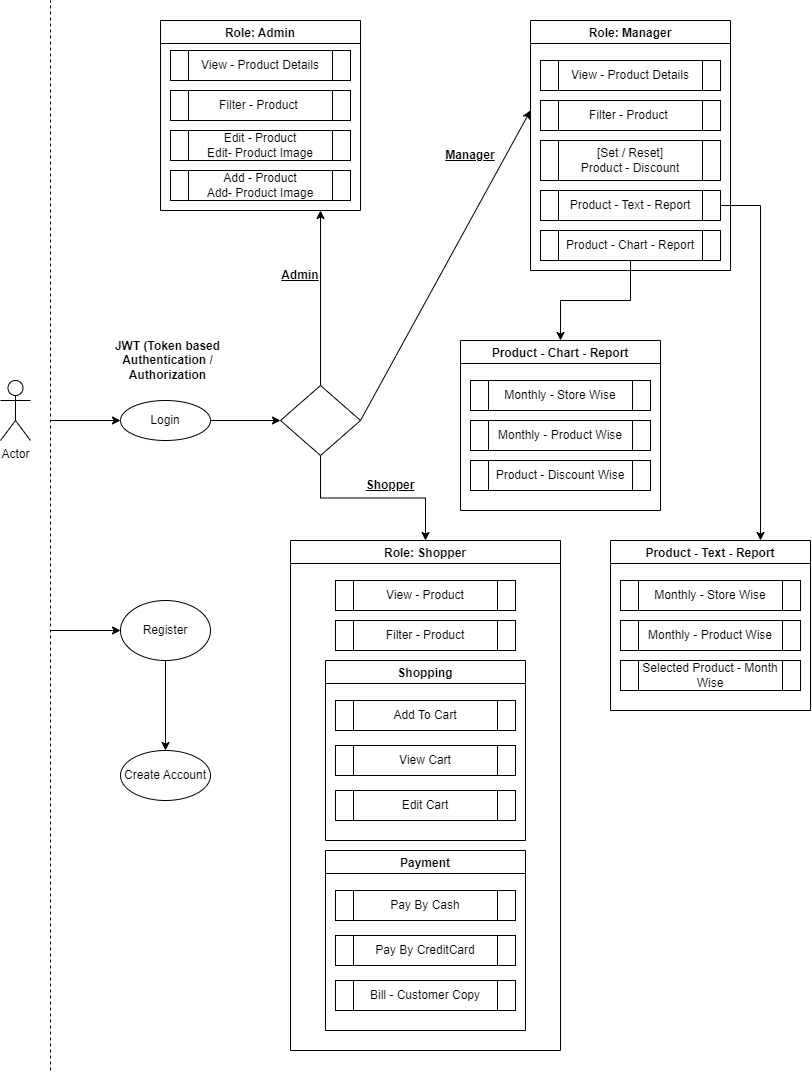 Role: Admin
View - Product Details
Filter - Product
Edit - Product
Edit- Product Image
Add - Product
Add- Product Image
Role: Manager
View - Product Details
Filter - Product
[Set / Reset]
Product - Discount
Product - Text - Report
Product - Chart - Report
Manager
Admin
JWT (Token based
Authentication /
Authorization
Login
Actor
Product - Chart - Report
Monthly - Store Wise
Monthly - Product Wise
Product - Discount Wise
Shopper
Role: Shopper
View - Product
Filter - Product
Shopping
Add To Cart
View Cart
Edit Cart
Payment
Pay By Cash
Pay By CreditCard
Bill - Customer Copy
Product - Text - Report
Monthly - Store Wise
Monthly - Product Wise
Selected Product - Month
Wise
Register
Create Account